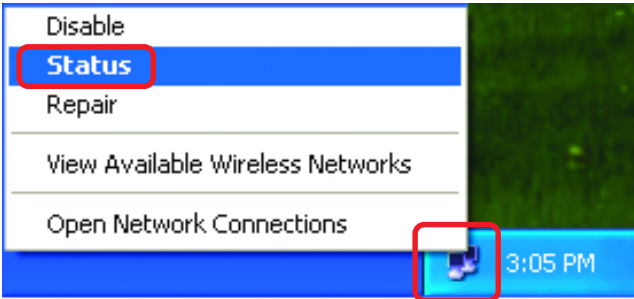 Disable
Status
Repair
View Available Wireless Networks
Open Network Connections
3:05 PM